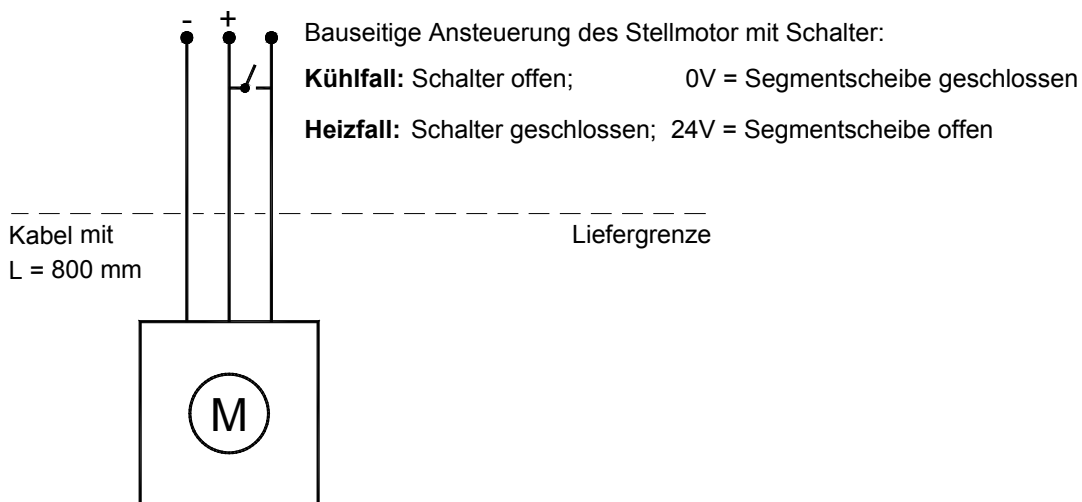 - +
Bauseitige Ansteuerung des Stellmotor mit Schalter:
Kühlfall: Schalter offen; 0V = Segmentscheibe geschlossen
Heizfall: Schalter geschlossen; 24V = Segmentscheibe offen
Kabel mit Liefergrenze
L = 800 mm
M